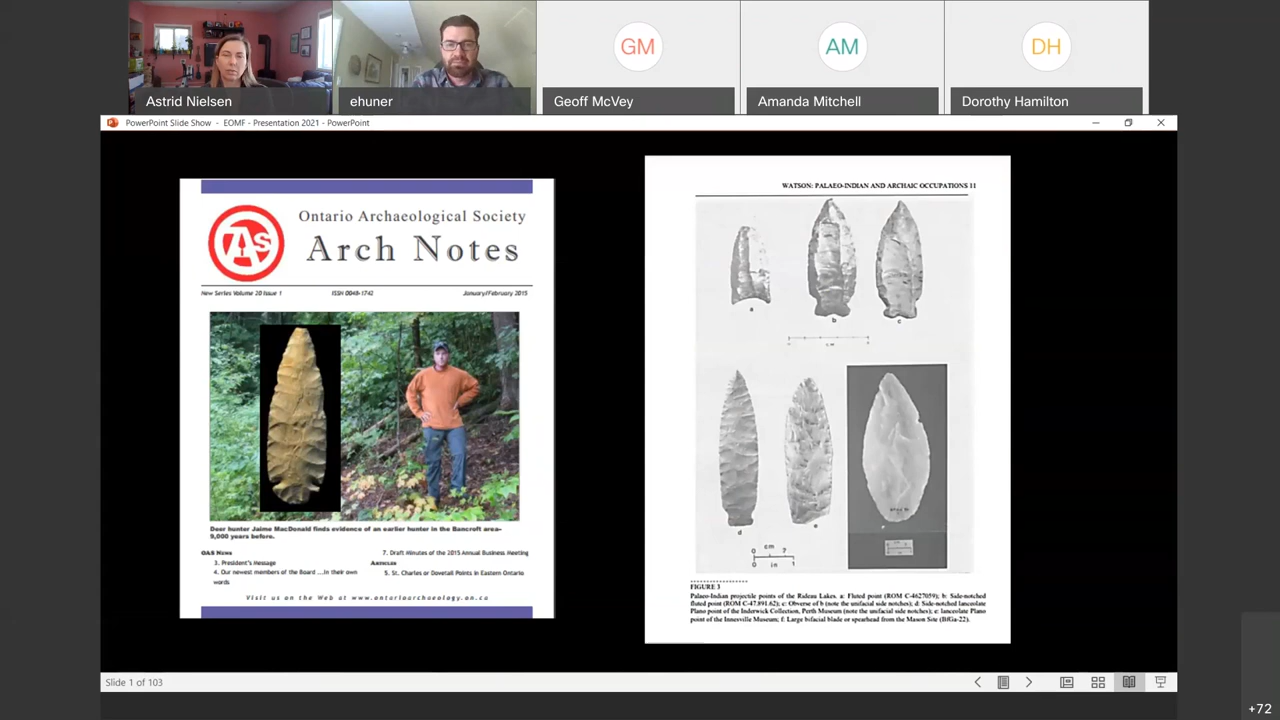 GM
AM
DH
Astrid Nielsen
ehuner
Geoff McVey
Amanda Mitchell
Dorothy Hamilton
PowerPoint Slide Show - EOMF - Presentation 2021 - PowerPoint
As
Ontario Archaeological Society
Arch Notes
New Series Volume 20 Issue 1 ISSN 0048-1742 January/February 2015
Deer hunter Jaime MacDonald finds evidence of an earlier hunter in the Bancroft area-
9,000 years before.
OAS News
3. President's Message
4. Our newest members of the Board ...in their own
words
7. Draft Minutes of the 2015 Annual Business Meeting
Articles
5. St. Charles or Dovetail Points in Eastern Ontario
Visit us on the Web at www.ontarioarchaeology.on.ca
WATSON: PALAEO-INDIAN AND ARCHAIC OCCUPATIONS 11
a
b
c
cm
d
e
cm
0 2
0 in 1
FIGURE 3
Palaeo-Indian projectile points of the Rideau Lakes. a: Fluted point (ROM C-4627059); b: Side-notched
fluted point (ROM C-47.891.62); c: Obverse of b (note the unifacial side notches); d: Side-notched lanceolate
Plano point of the Inderwick Collection, Perth Museum (note the unifacial side notches); e: lanceolate Plano
point of the Innesville Museum; f: Large bifacial blade or spearhead from the Mason Site (BfGa-22).
Slide 1 of 103
+72